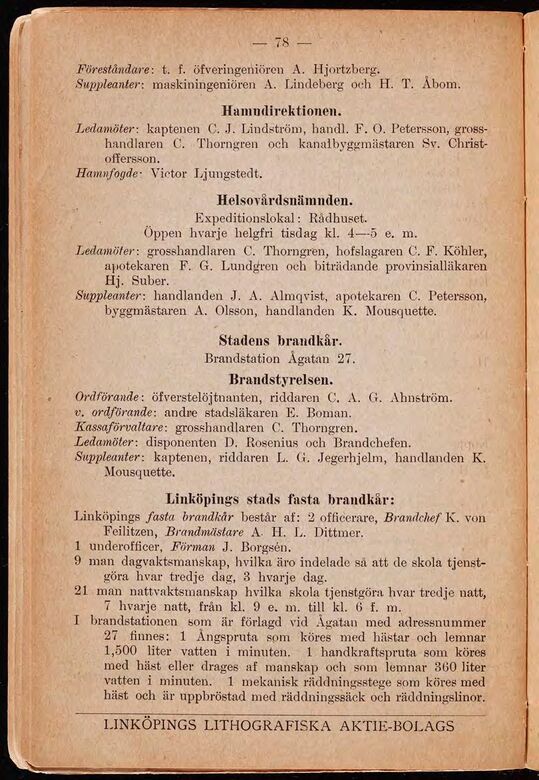 — 78 —
Föreståndare: t. f. öfveringeniören A. Hjortzberg.
Suppleanter: maskiningeniören A. Lindeberg och H. T. Åbom.
Hamndirektionen.
Ledamöter: kaptenen C. J. Lindström, handl. F. O. Petersson, gross-
handlaren C. Thorngren och kanalbyggmästaren Sv. Christ-
offersson.
Hamnfogde: Victor Ljungstedt.
Helsovårdsnämnden.
Expeditionslokal: Rådhuset.
Öppen hvarje helgfri tisdag kl. 4—5 e. m.
Ledamöter: grosshandlaren C. Thorngren, hofslagaren C. F. Köhler,
apotekaren F. G. Lundgren och biträdande provinsialläkaren
Hj. Suber.
Suppleanter: handlanden J. A. Almqvist, apotekaren C. Petersson,
byggmästaren A. Olsson, handlanden K. Mousquette.
Stadens brandkår.
Brandstation Ågatan 27.
Brandstyrelsen.
Ordförande: öfverstelöjtnanten, riddaren C. A. G. Ahnström.
v. ordförande: andre stadsläkaren E. Boman.
Kassaförvaltare: grosshandlaren C. Thorngren.
Ledamöter: disponenten D. Rosenius och Brandchefen.
Suppleanter: kaptenen, riddaren L. G. Jegerhjelm, handlanden K.
Mousquette.
Linköpings stads fasta brandkår:
Linköpings fasta brandkår består af: 2 officerare, Brandchef K. von
Feilitzen, Brandmästare A. H. L. Dittmer.
1 underofficer, Förman J. Borgsén.
9 man dagvaktsmanskap, hvilka äro indelade så att de skola tjenst-
göra hvar tredje dag, 3 hvarje dag.
21 man nattvaktsmanskap hvilka skola tjenstgöra hvar tredje natt,
7 hvarje natt, från kl. 9 e. m. till kl. 6 f. m.
I brandstationen som är förlagd vid Ågatan med adressnummer
27 finnes: 1 Ångspruta som köres med hästar och lemnar
1,500 liter vatten i minuten. 1 handkraftspruta som köres
med häst eller drages af manskap och som lemnar 360 liter
vatten i minuten. 1 mekanisk räddningsstege som köres med
häst och är uppbröstad med räddningssäck och räddningslinor.
LINKÖPINGS LITHOGRAFISKA AKTIE-BOLAGS